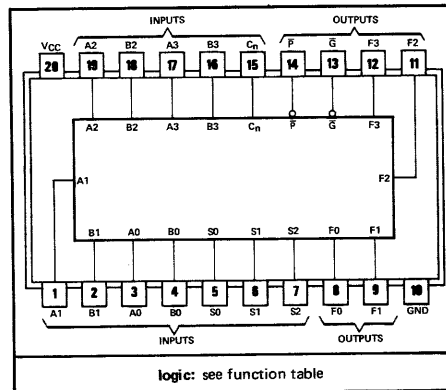 INPUTS OUTPUTS
VCC A2 B2 A3 B3 Cn P̅ G̅ F3 F2
20 19 18 17 16 15 14 13 12 11
A2 B2 A3 B3 Cn P̅ G̅ F3
A1 F2
B1 A0 B0 S0 S1 S2 F0 F1
1 2 3 4 5 6 7 8 9 10
A1 B1 A0 B0 S0 S1 S2 F0 F1 GND
INPUTS OUTPUTS
logic: see function table